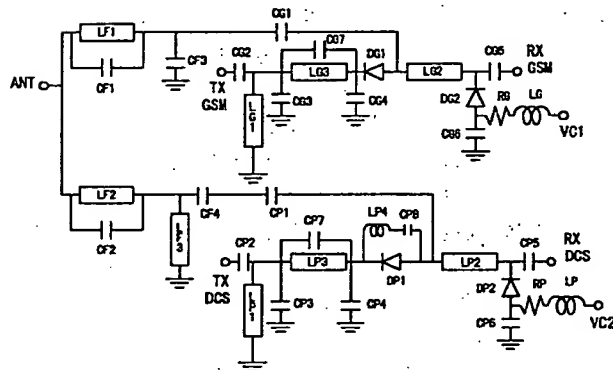 LF1
CF1
CF3
CG1
CG7
CG2
TX
GSM
LG3
DG1
LG2
CG5
RX
GSM
ANT
CG3
CG4
LG1
DG2
RG
LG
CG6
VC1
LF2
CF2
CF4
CP1
LF3
LP4
CP8
CP7
CP2
TX
DCS
LP3
DP1
LP2
CP5
RX
DCS
CP3
CP4
LP1
DP2
RP
LP
CP6
VC2